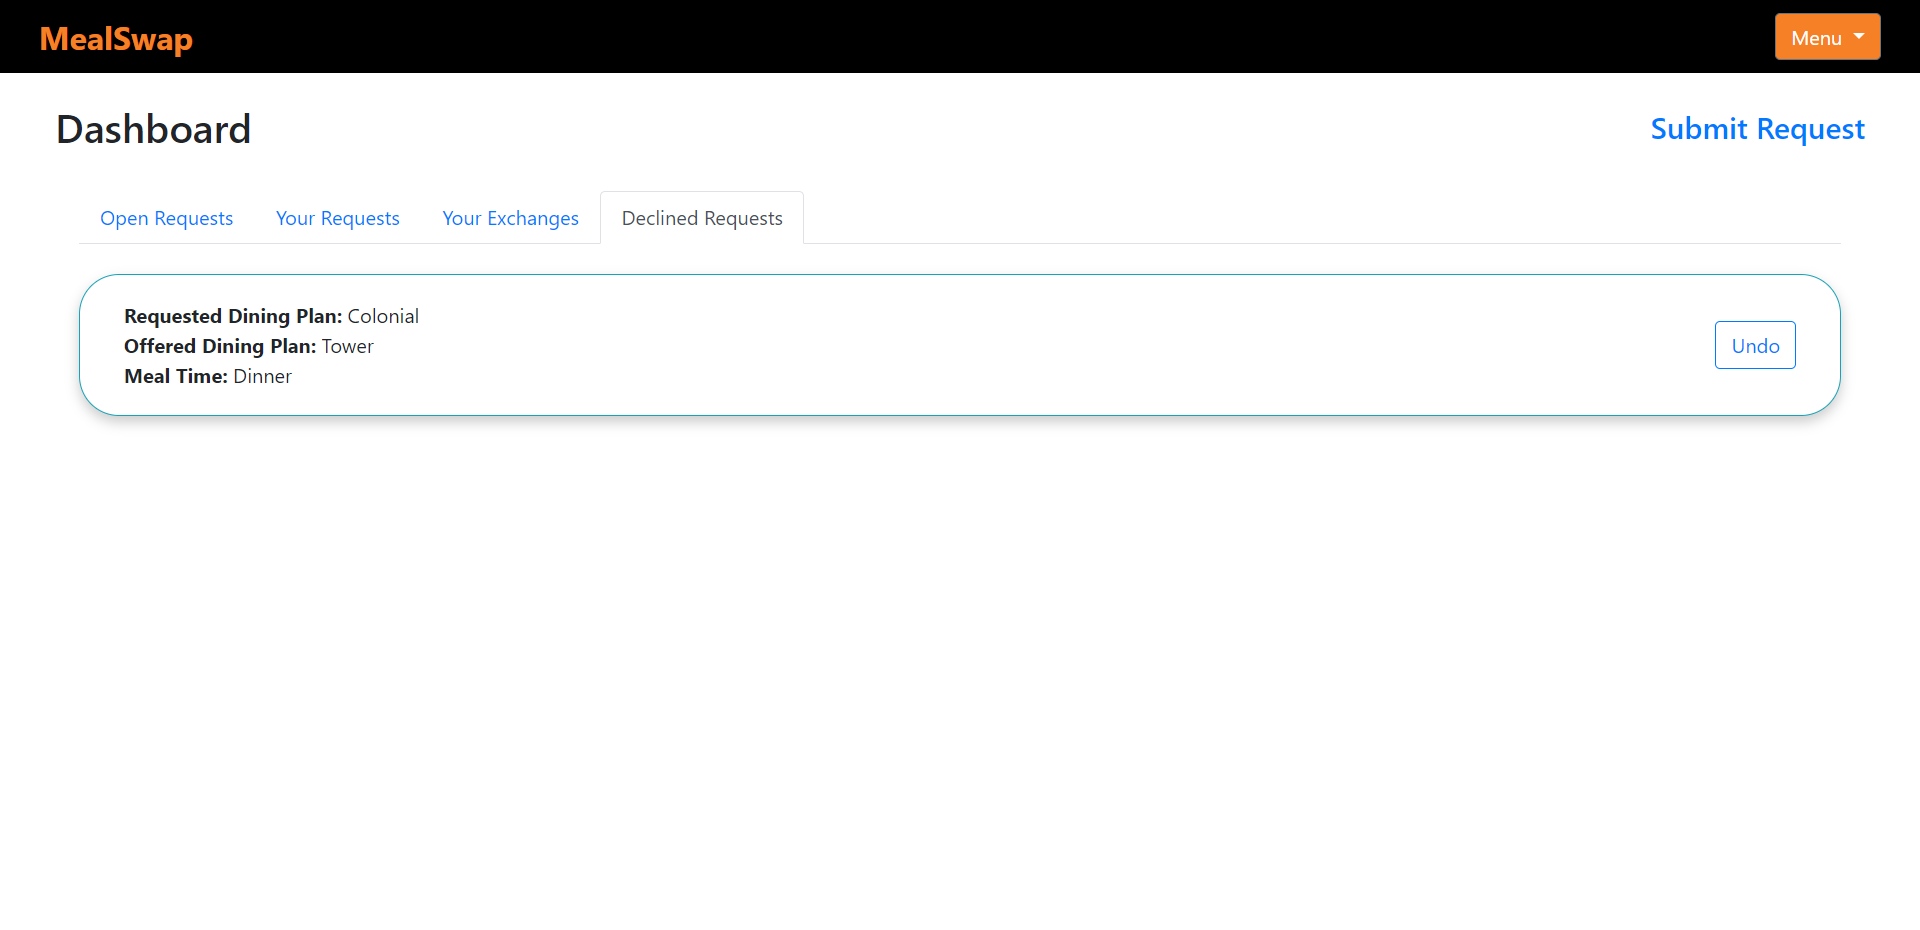 MealSwap
Menu
Dashboard
Submit Request
Open Requests
Your Requests
Your Exchanges
Declined Requests
Requested Dining Plan: Colonial
Offered Dining Plan: Tower
Meal Time: Dinner
Undo